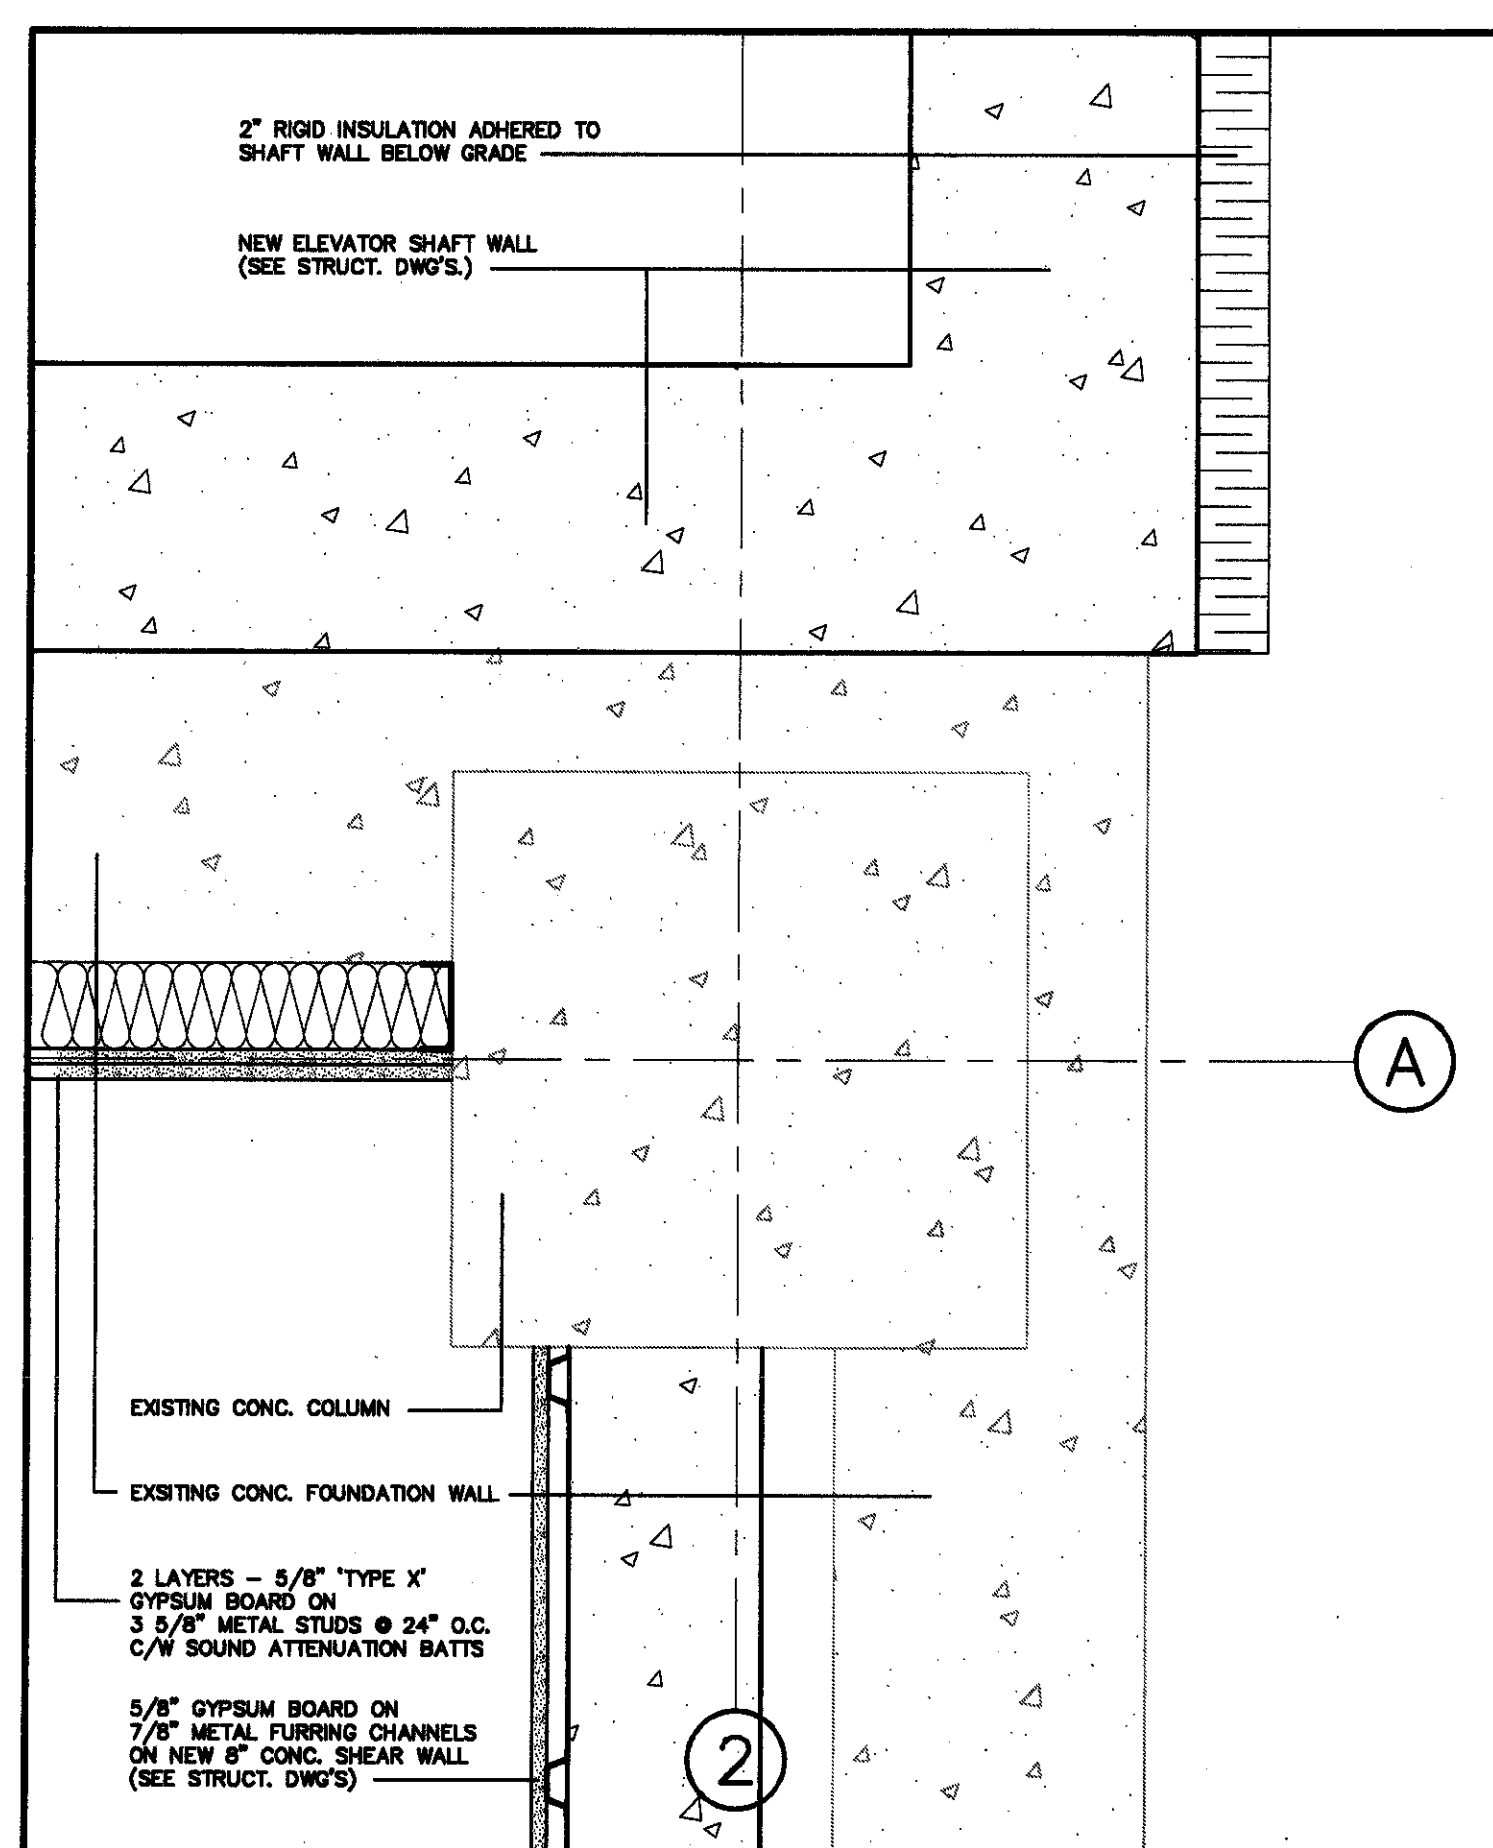 2" RIGID INSULATION ADHERED TO
SHAFT WALL BELOW GRADE
NEW ELEVATOR SHAFT WALL
(SEE STRUCT. DWG'S.)
A
EXISTING CONC. COLUMN
EXSITING CONC. FOUNDATION WALL
2 LAYERS - 5/8" 'TYPE X'
GYPSUM BOARD ON
3 5/8" METAL STUDS @ 24" O.C.
C/W SOUND ATTENUATION BATTS
5/8" GYPSUM BOARD ON
7/8" METAL FURRING CHANNELS
ON NEW 8" CONC. SHEAR WALL
(SEE STRUCT. DWG'S)
2